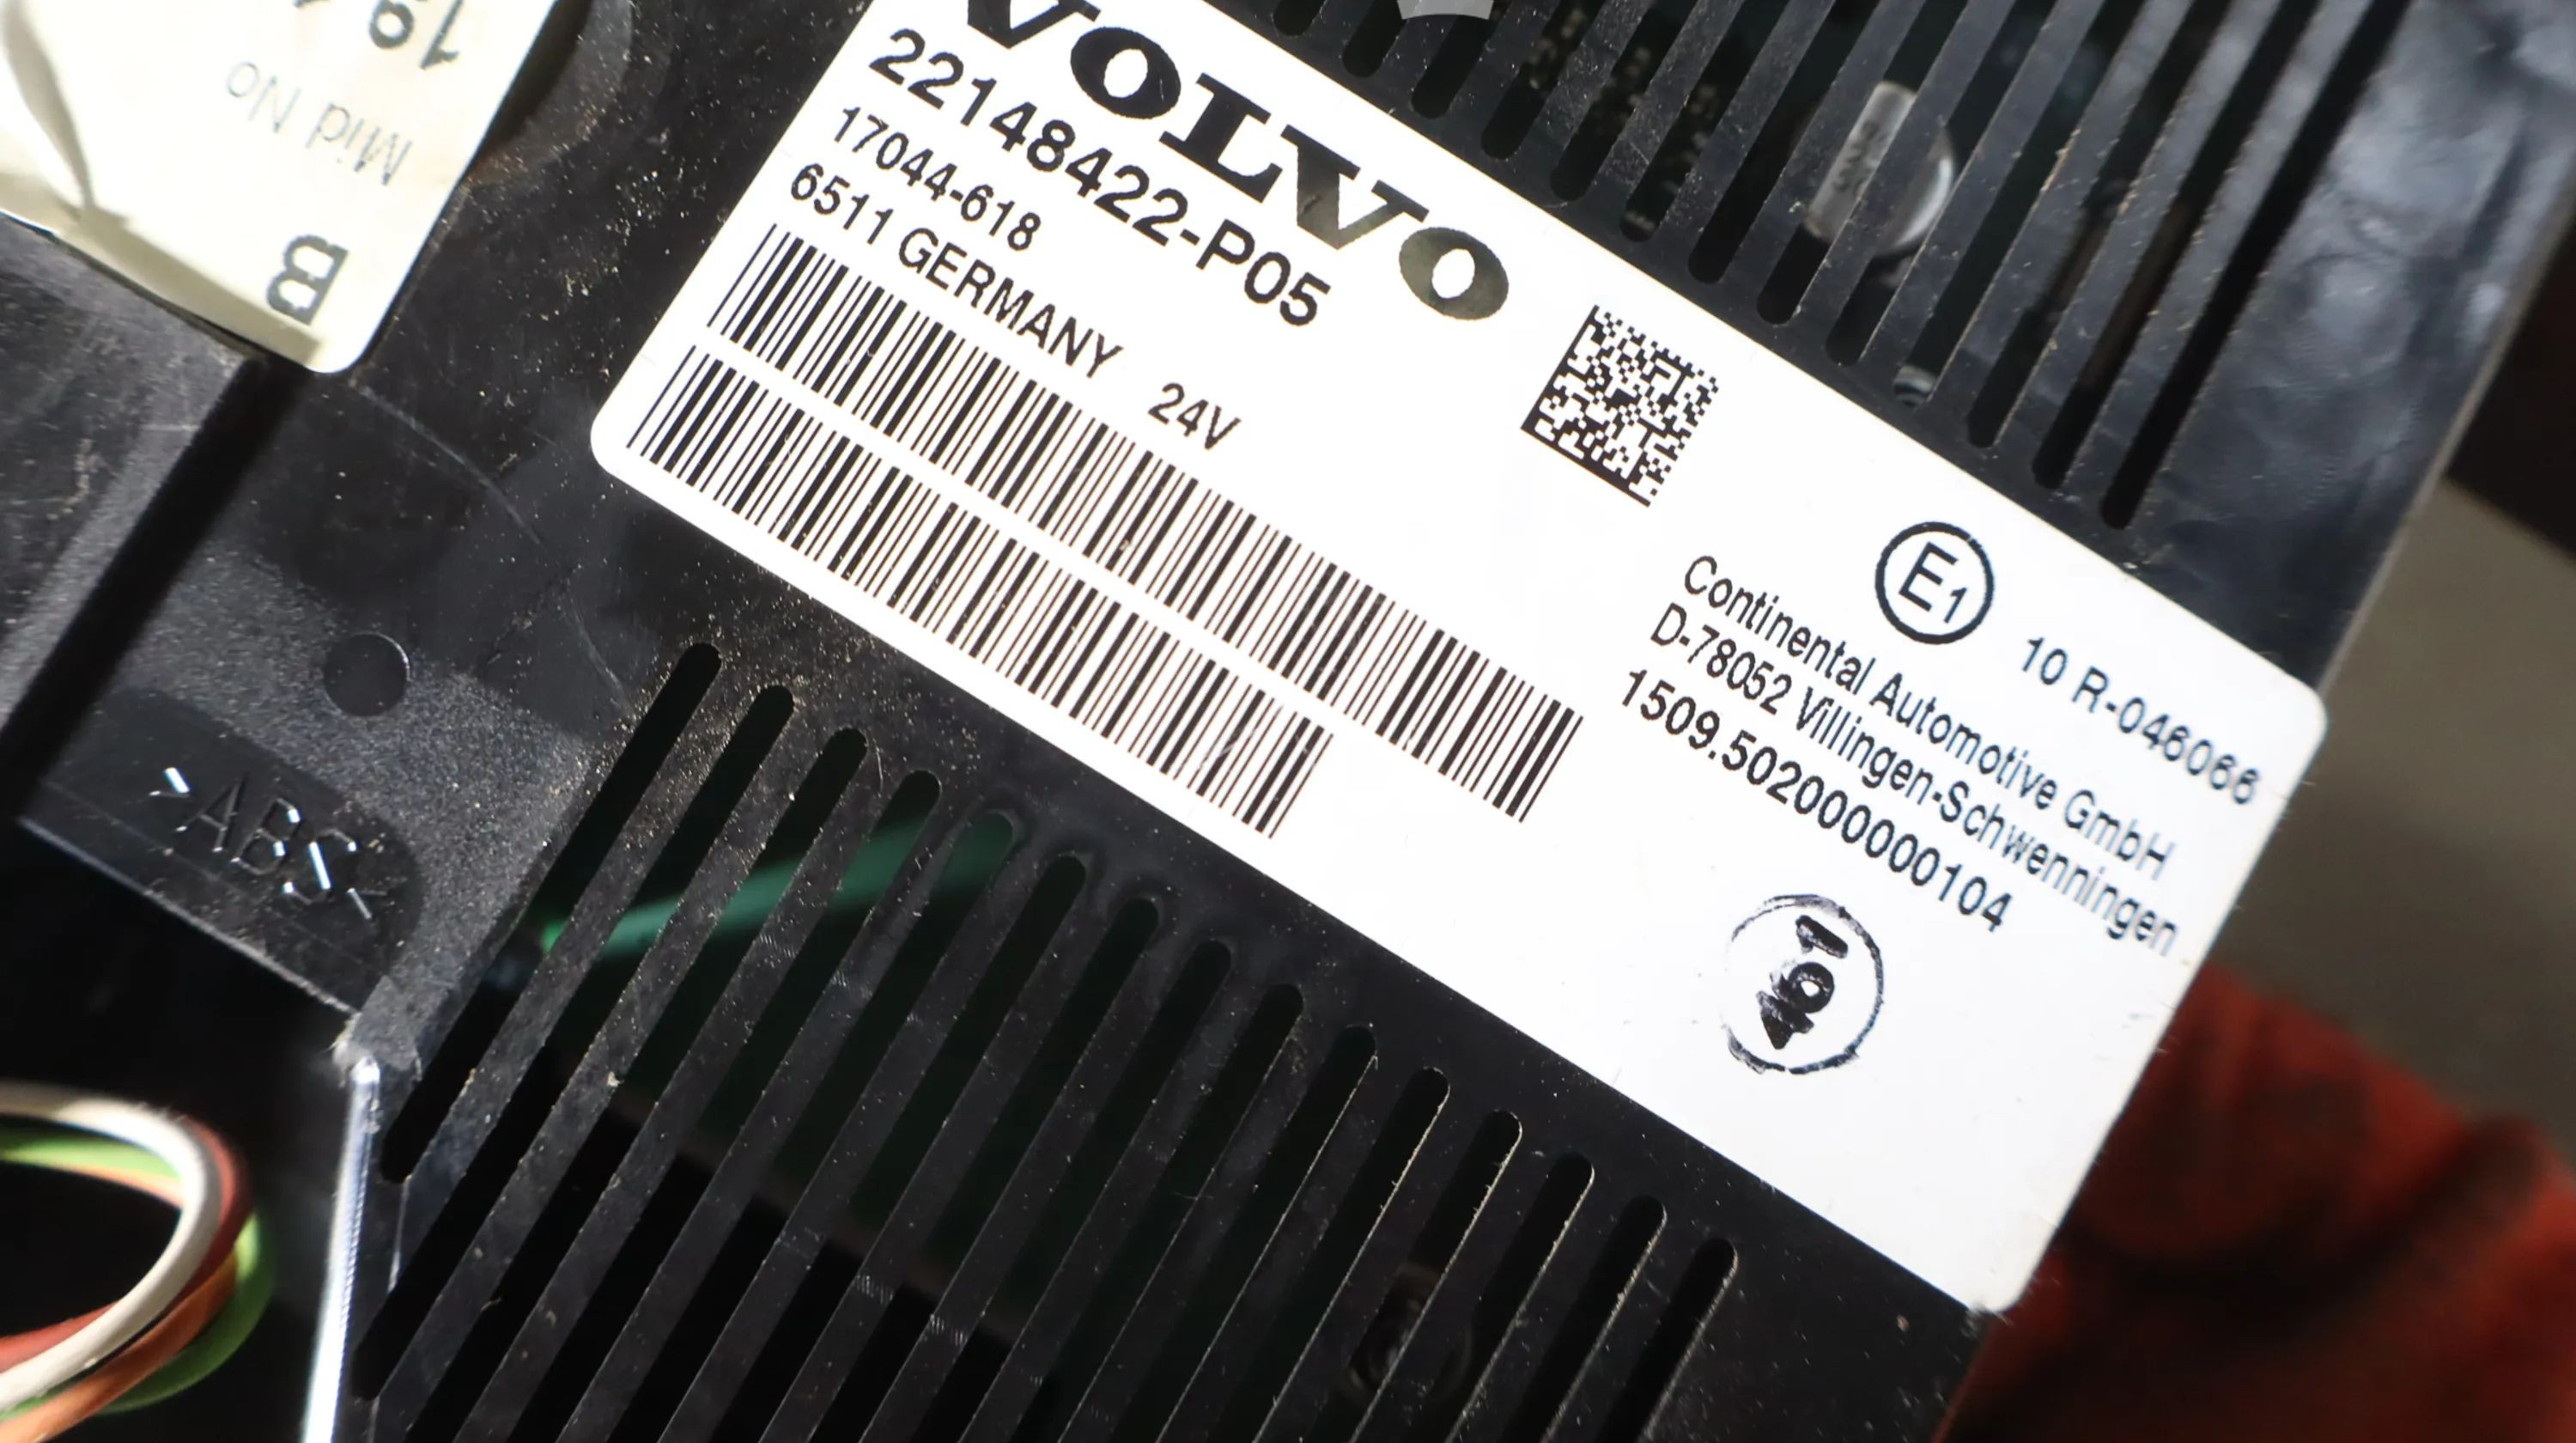 VOLVO
22148422-P05
17044-618
6511 GERMANY 24V
E1
10 R-046066
Continental Automotive GmbH
D-78052 Villingen-Schwenningen
1509.50200000104
Mid No
B
>ABS<